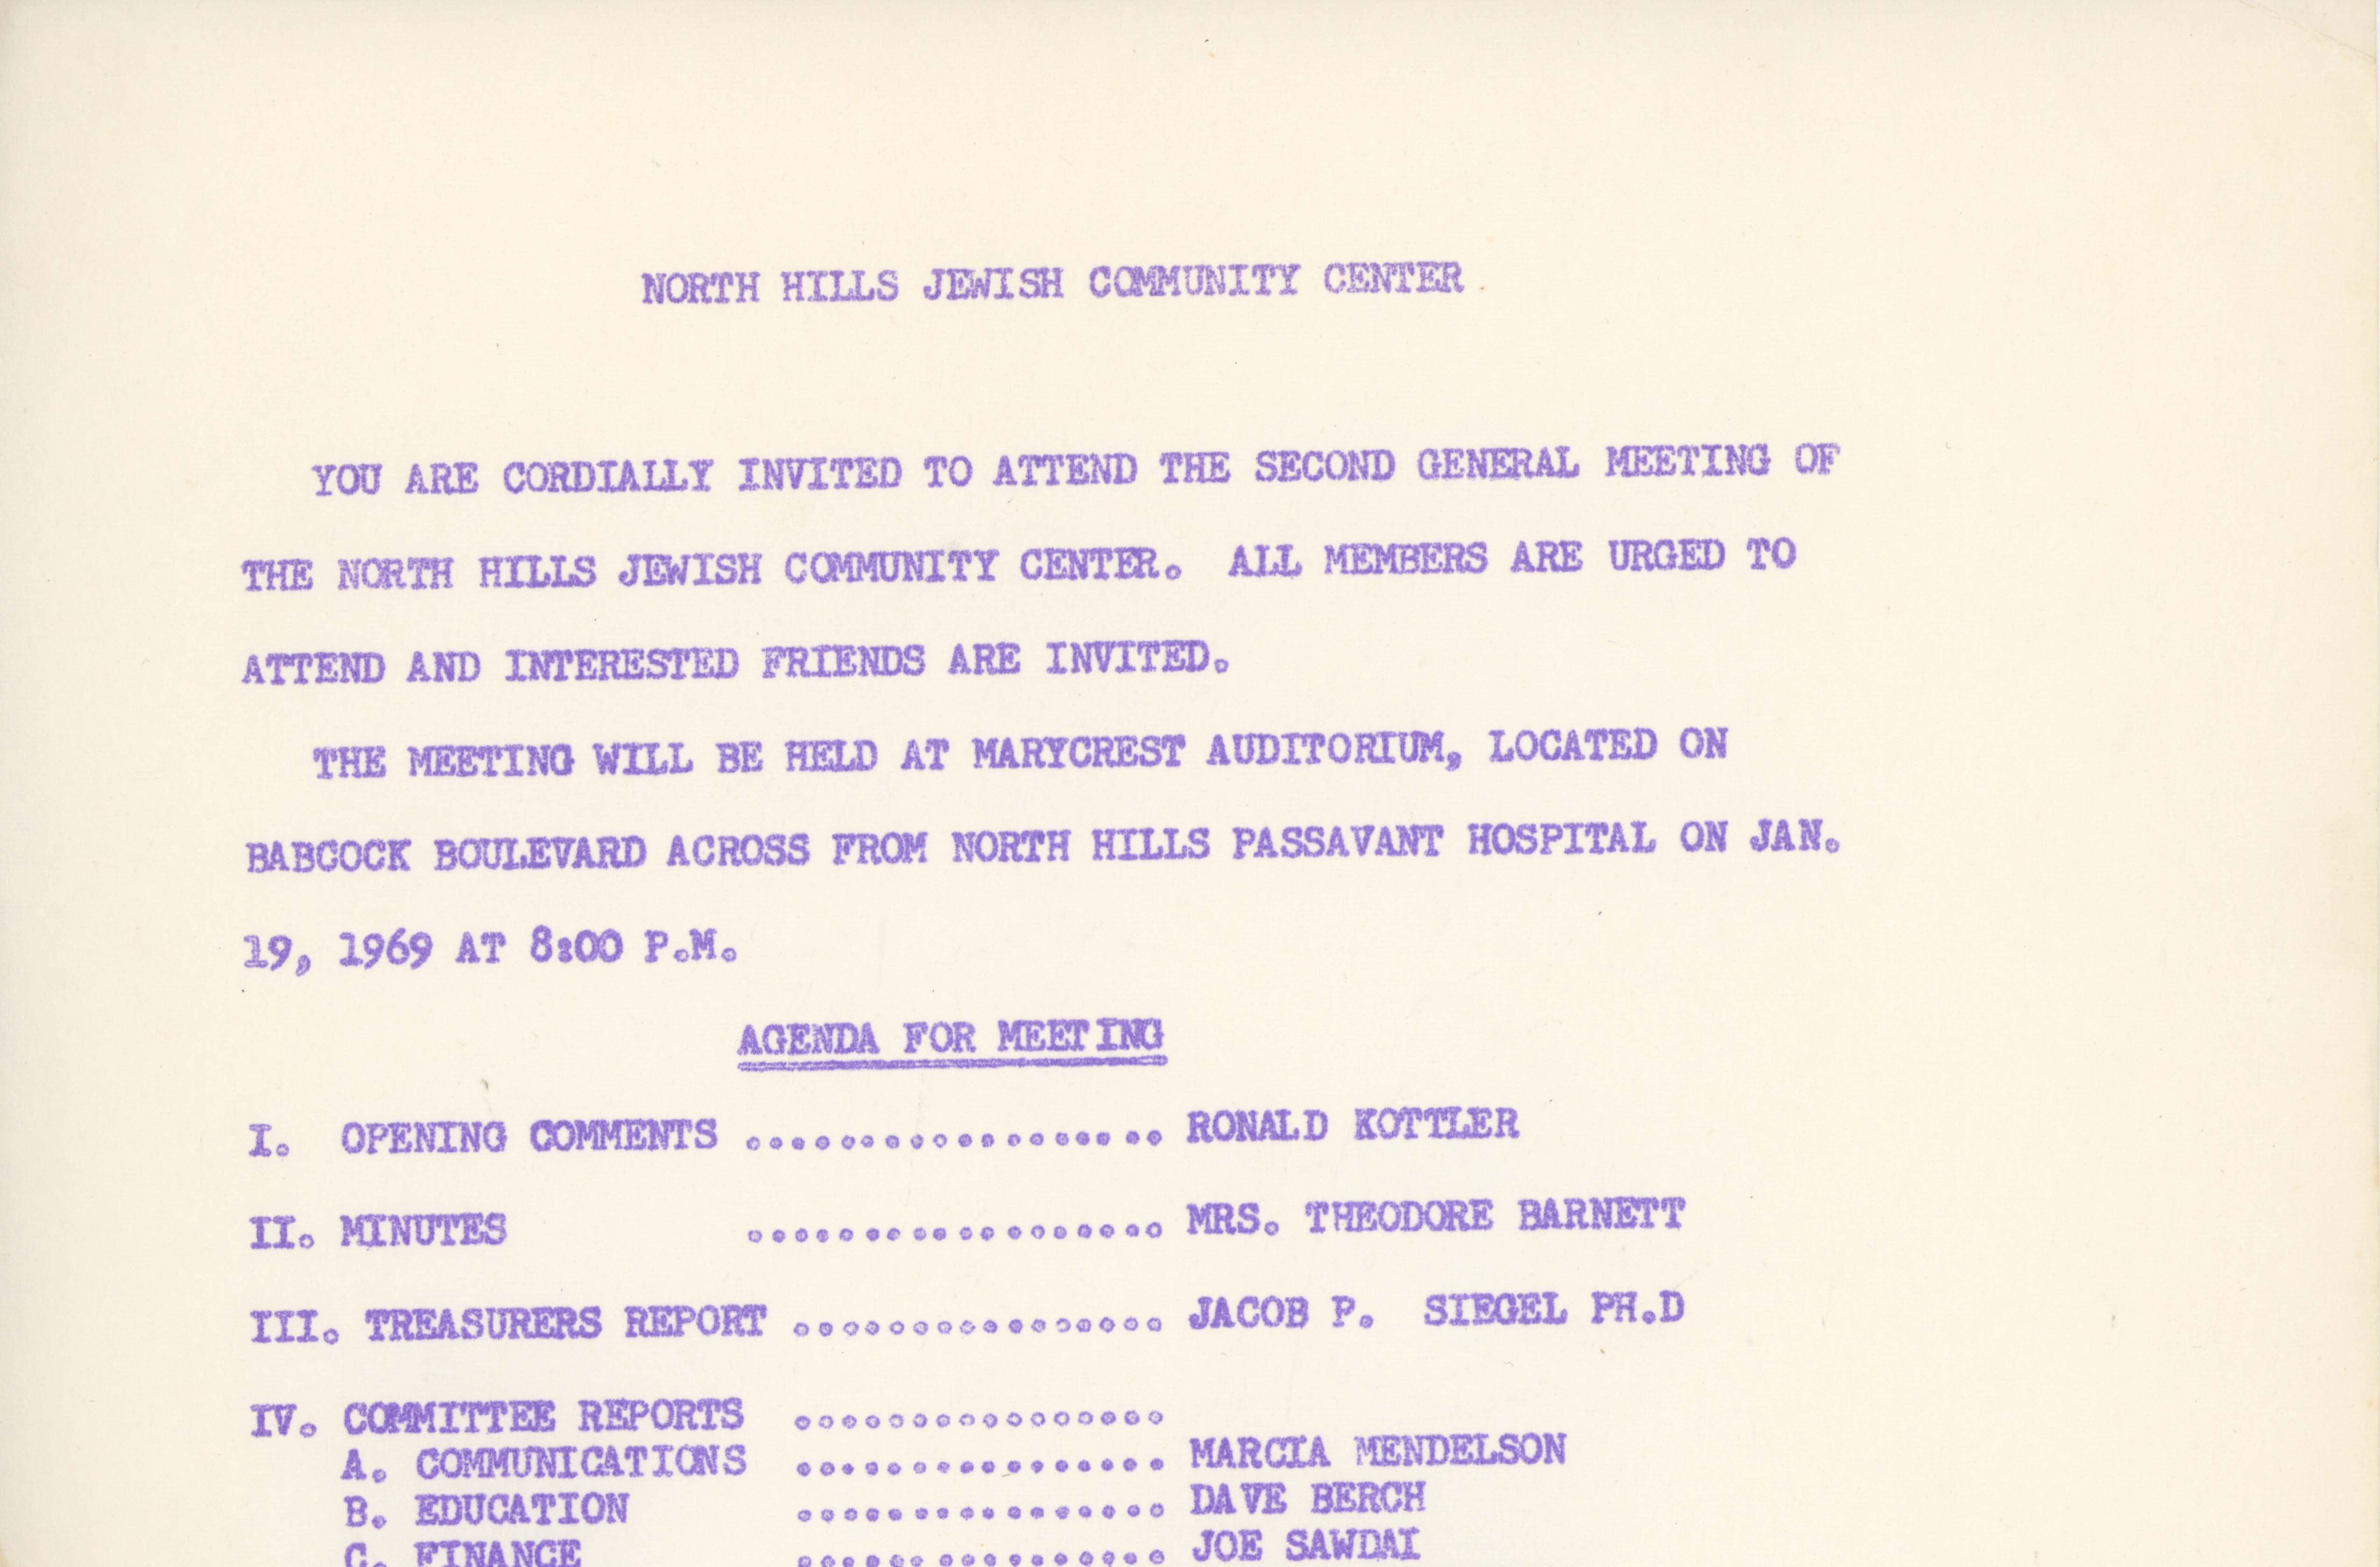 NORTH HILLS JEWISH COMMUNITY CENTER
YOU ARE CORDIALLY INVITED TO ATTEND THE SECOND GENERAL MEETING OF
THE NORTH HILLS JEWISH COMMUNITY CENTER. ALL MEMBERS ARE URGED TO
ATTEND AND INTERESTED FRIENDS ARE INVITED.
THE MEETING WILL BE HELD AT MARYCREST AUDITORIUM, LOCATED ON
BABCOCK BOULEVARD ACROSS FROM NORTH HILLS PASSAVANT HOSPITAL ON JAN.
19, 1969 AT 8:00 P.M.
AGENDA FOR MEETING
I. OPENING COMMENTS .................. RONALD KOTTLER
II. MINUTES .................. MRS. THEODORE BARNETT
III. TREASURERS REPORT ................ JACOB P. SIEGEL PH.D
IV. COMMITTEE REPORTS ................
A. COMMUNICATIONS ................ MARCIA MENDELSON
B. EDUCATION ................ DAVE BERCH
C. FINANCE ................ JOE SAWDAI